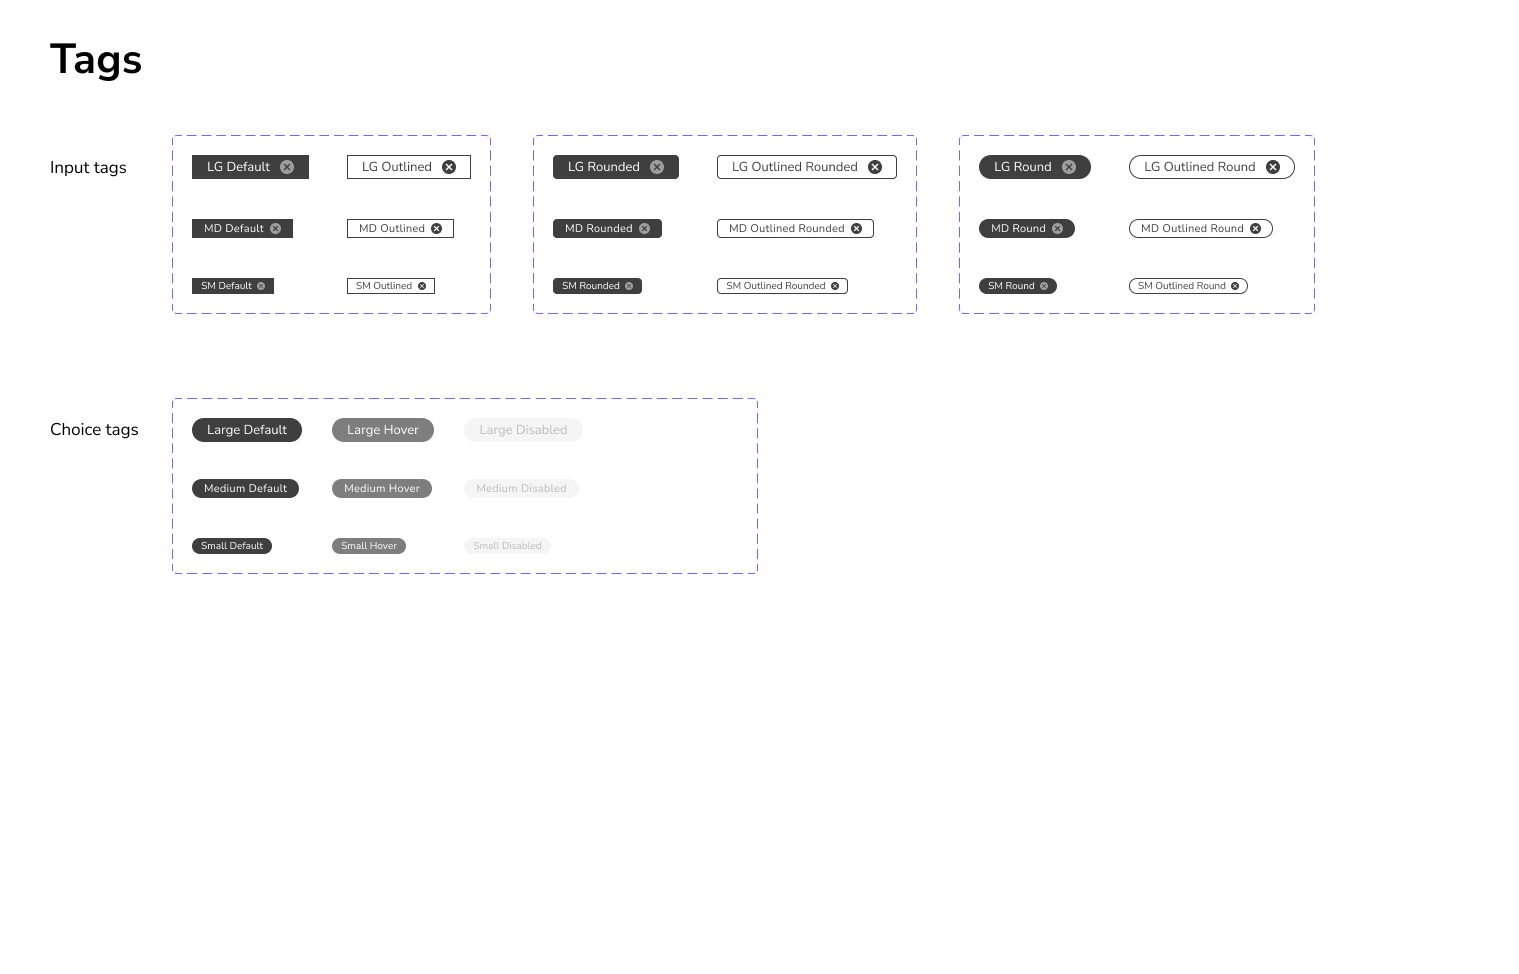 Tags
Input tags
LG Default
LG Outlined
LG Rounded
LG Outlined Rounded
LG Round
LG Outlined Round
MD Default
MD Outlined
MD Rounded
MD Outlined Rounded
MD Round
MD Outlined Round
SM Default
SM Outlined
SM Rounded
SM Outlined Rounded
SM Round
SM Outlined Round
Choice tags
Large Default
Large Hover
Large Disabled
Medium Default
Medium Hover
Medium Disabled
Small Default
Small Hover
Small Disabled